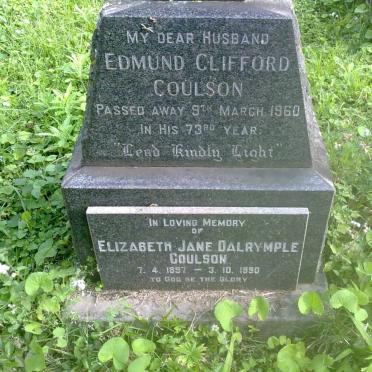 My Dear Husband
Edmund Clifford
Coulson
Passed away 9th March 1960
In His 73rd Year.
"Lead Kindly Light"
In Loving Memory
of
Elizabeth Jane Dalrymple
Coulson
7. 4. 1897 – 3. 10. 1990
To God be the Glory